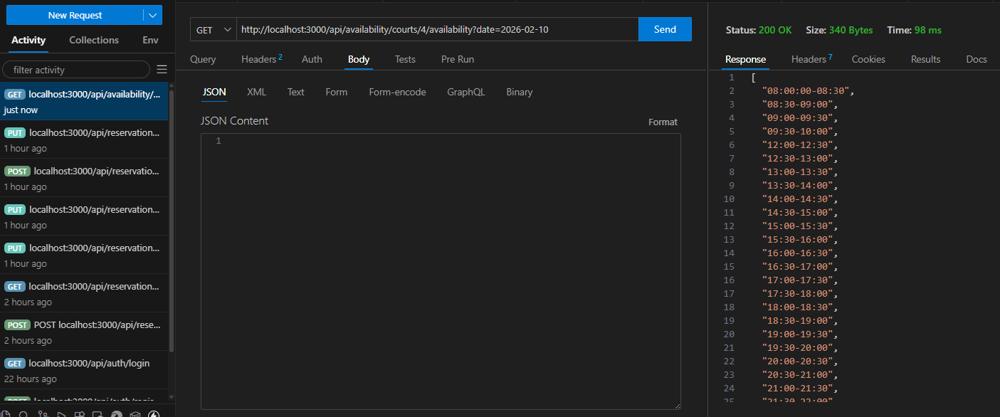 New Request
Activity
Collections
Env
filter activity
GET localhost:3000/api/availability/...
just now
PUT localhost:3000/api/reservation...
1 hour ago
POST localhost:3000/api/reservatio...
1 hour ago
PUT localhost:3000/api/reservation...
1 hour ago
PUT localhost:3000/api/reservation...
1 hour ago
GET localhost:3000/api/reservation...
2 hours ago
POST POST localhost:3000/api/rese...
2 hours ago
GET localhost:3000/api/auth/login
22 hours ago
GET http://localhost:3000/api/availability/courts/4/availability?date=2026-02-10 Send
Query Headers 2 Auth Body Tests Pre Run
JSON XML Text Form Form-encode GraphQL Binary
JSON Content Format
1
Status: 200 OK Size: 340 Bytes Time: 98 ms
Response Headers 7 Cookies Results Docs
1 [
2 "08:00:00-08:30",
3 "08:30-09:00",
4 "09:00-09:30",
5 "09:30-10:00",
6 "12:00-12:30",
7 "12:30-13:00",
8 "13:00-13:30",
9 "13:30-14:00",
10 "14:00-14:30",
11 "14:30-15:00",
12 "15:00-15:30",
13 "15:30-16:00",
14 "16:00-16:30",
15 "16:30-17:00",
16 "17:00-17:30",
17 "17:30-18:00",
18 "18:00-18:30",
19 "18:30-19:00",
20 "19:00-19:30",
21 "19:30-20:00",
22 "20:00-20:30",
23 "20:30-21:00",
24 "21:00-21:30",
25 "21:30-22:00"